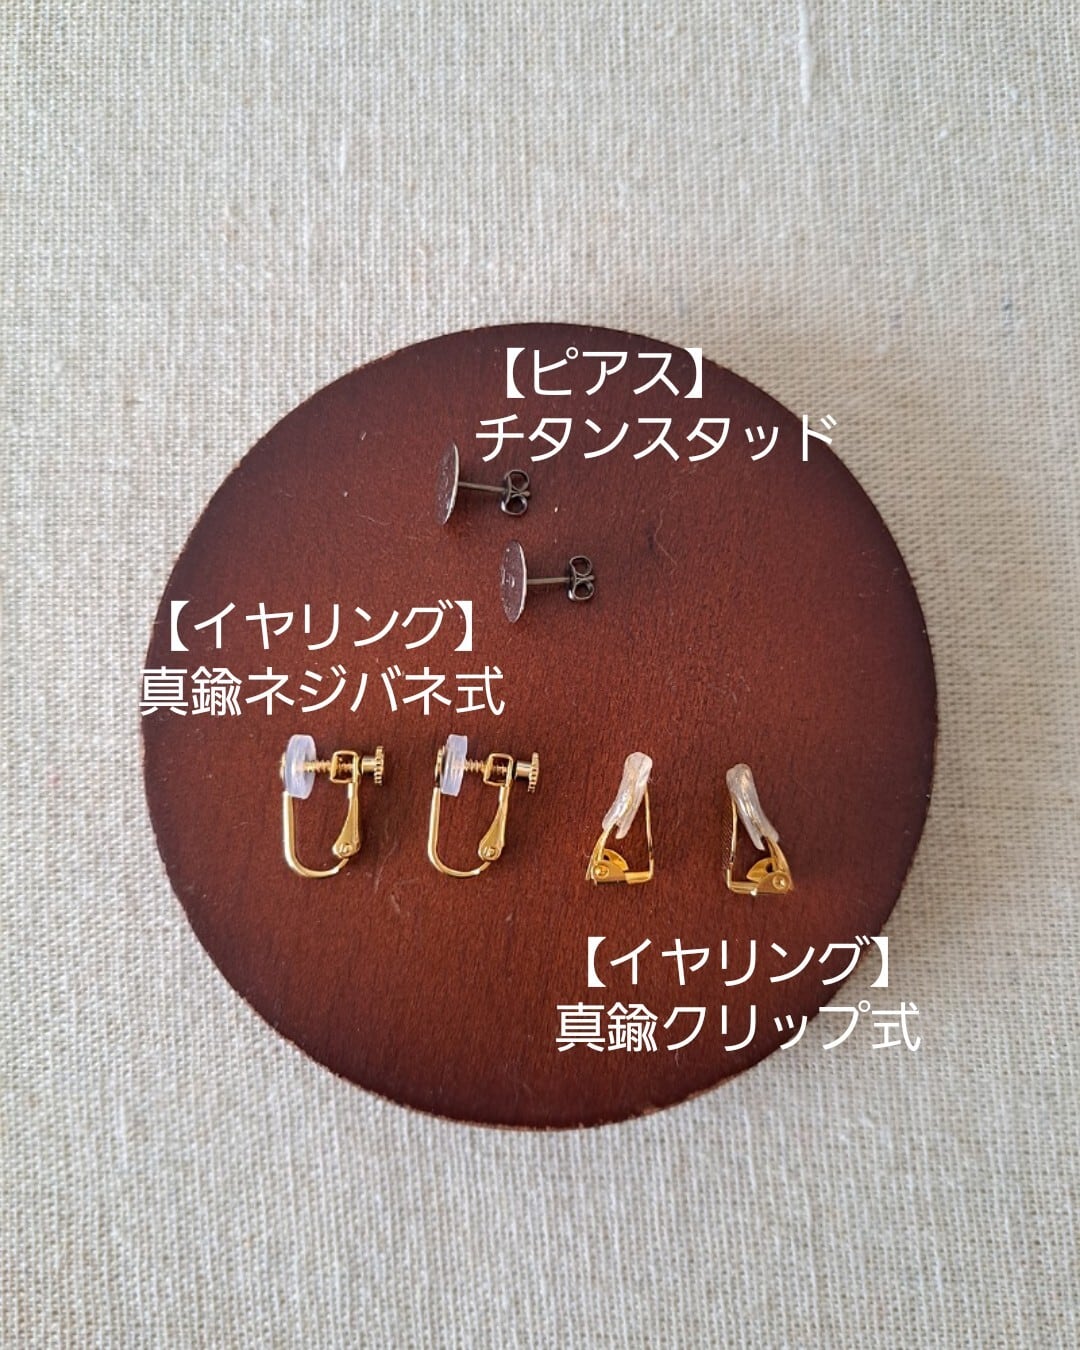 【ピアス】
チタンスタッド
【イヤリング】
真鍮ネジバネ式
【イヤリング】
真鍮クリップ式